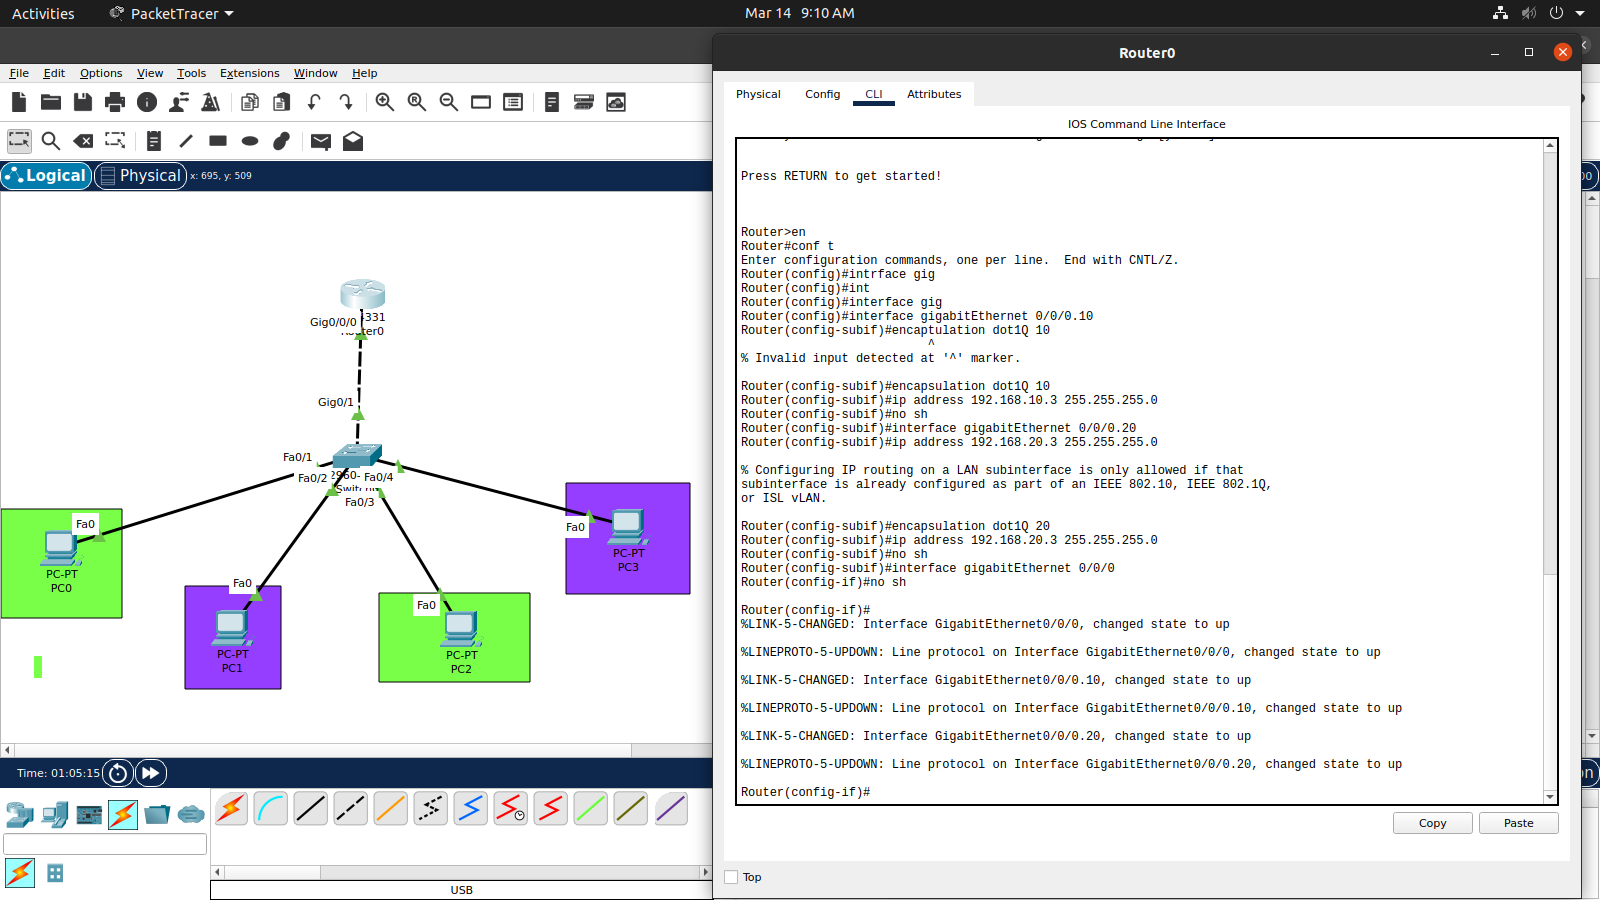 Activities
PacketTracer
Mar 14 9:10 AM
Router0
File Edit Options View Tools Extensions Window Help
Physical Config CLI Attributes
IOS Command Line Interface
Logical
Physical
x: 695, y: 509
Press RETURN to get started!
Router>en
Router#conf t
Enter configuration commands, one per line. End with CNTL/Z.
Router(config)#intrface gig
Router(config)#int
Router(config)#interface gig
Router(config)#interface gigabitEthernet 0/0/0.10
Router(config-subif)#encaptulation dot1Q 10
^
% Invalid input detected at '^' marker.
Router(config-subif)#encapsulation dot1Q 10
Router(config-subif)#ip address 192.168.10.3 255.255.255.0
Router(config-subif)#no sh
Router(config-subif)#interface gigabitEthernet 0/0/0.20
Router(config-subif)#ip address 192.168.20.3 255.255.255.0
% Configuring IP routing on a LAN subinterface is only allowed if that
subinterface is already configured as part of an IEEE 802.10, IEEE 802.1Q,
or ISL vLAN.
Router(config-subif)#encapsulation dot1Q 20
Router(config-subif)#ip address 192.168.20.3 255.255.255.0
Router(config-subif)#no sh
Router(config-subif)#interface gigabitEthernet 0/0/0
Router(config-if)#no sh
Router(config-if)#
%LINK-5-CHANGED: Interface GigabitEthernet0/0/0, changed state to up
%LINEPROTO-5-UPDOWN: Line protocol on Interface GigabitEthernet0/0/0, changed state to up
%LINK-5-CHANGED: Interface GigabitEthernet0/0/0.10, changed state to up
%LINEPROTO-5-UPDOWN: Line protocol on Interface GigabitEthernet0/0/0.10, changed state to up
%LINK-5-CHANGED: Interface GigabitEthernet0/0/0.20, changed state to up
%LINEPROTO-5-UPDOWN: Line protocol on Interface GigabitEthernet0/0/0.20, changed state to up
Router(config-if)#
Copy
Paste
Top
Gig0/0/0
Gig0/1
Fa0/1
Fa0/2
Fa0/4
Fa0/3
Fa0
PC-PT
PC0
Fa0
PC-PT
PC1
Fa0
PC-PT
PC2
Fa0
PC-PT
PC3
Time: 01:05:15
USB